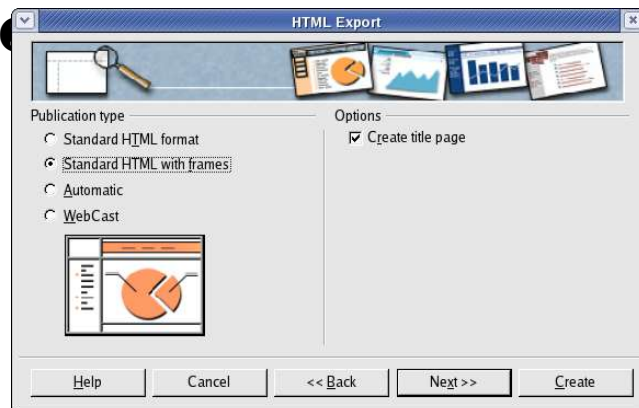 HTML Export
Publication type
Standard HTML format
Standard HTML with frames
Automatic
WebCast
Options
Create title page
Help
Cancel
<< Back
Next >>
Create